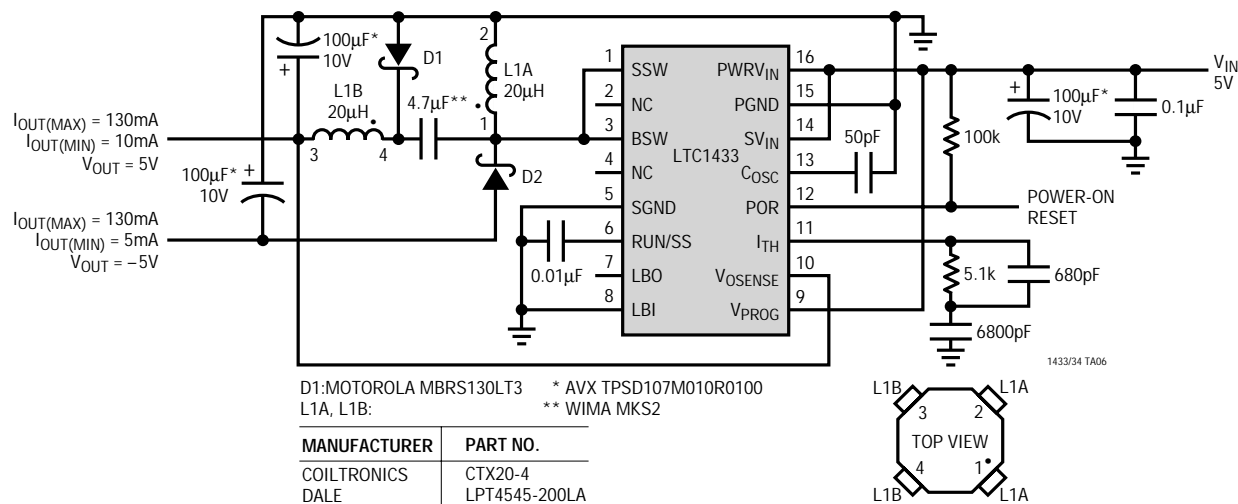 100µF*
10V
+
D1
2
L1A
20µH
1
L1B
20µH
4.7µF**
3
4
IOUT(MAX) = 130mA
IOUT(MIN) = 10mA
VOUT = 5V
100µF*
10V
+
D2
IOUT(MAX) = 130mA
IOUT(MIN) = 5mA
VOUT = –5V
0.01µF
LTC1433
1 SSW
2 NC
3 BSW
4 NC
5 SGND
6 RUN/SS
7 LBO
8 LBI
PWRVIN 16
PGND 15
SVIN 14
COSC 13
POR 12
ITH 11
VOSENSE 10
VPROG 9
50pF
100k
+
100µF*
10V
0.1µF
VIN
5V
POWER-ON
RESET
5.1k
680pF
6800pF
1433/34 TA06
D1:MOTOROLA MBRS130LT3 * AVX TPSD107M010R0100
L1A, L1B: ** WIMA MKS2
MANUFACTURER PART NO.
COILTRONICS CTX20-4
DALE LPT4545-200LA
L1B L1A
3 2
TOP VIEW
4 1
L1B L1A